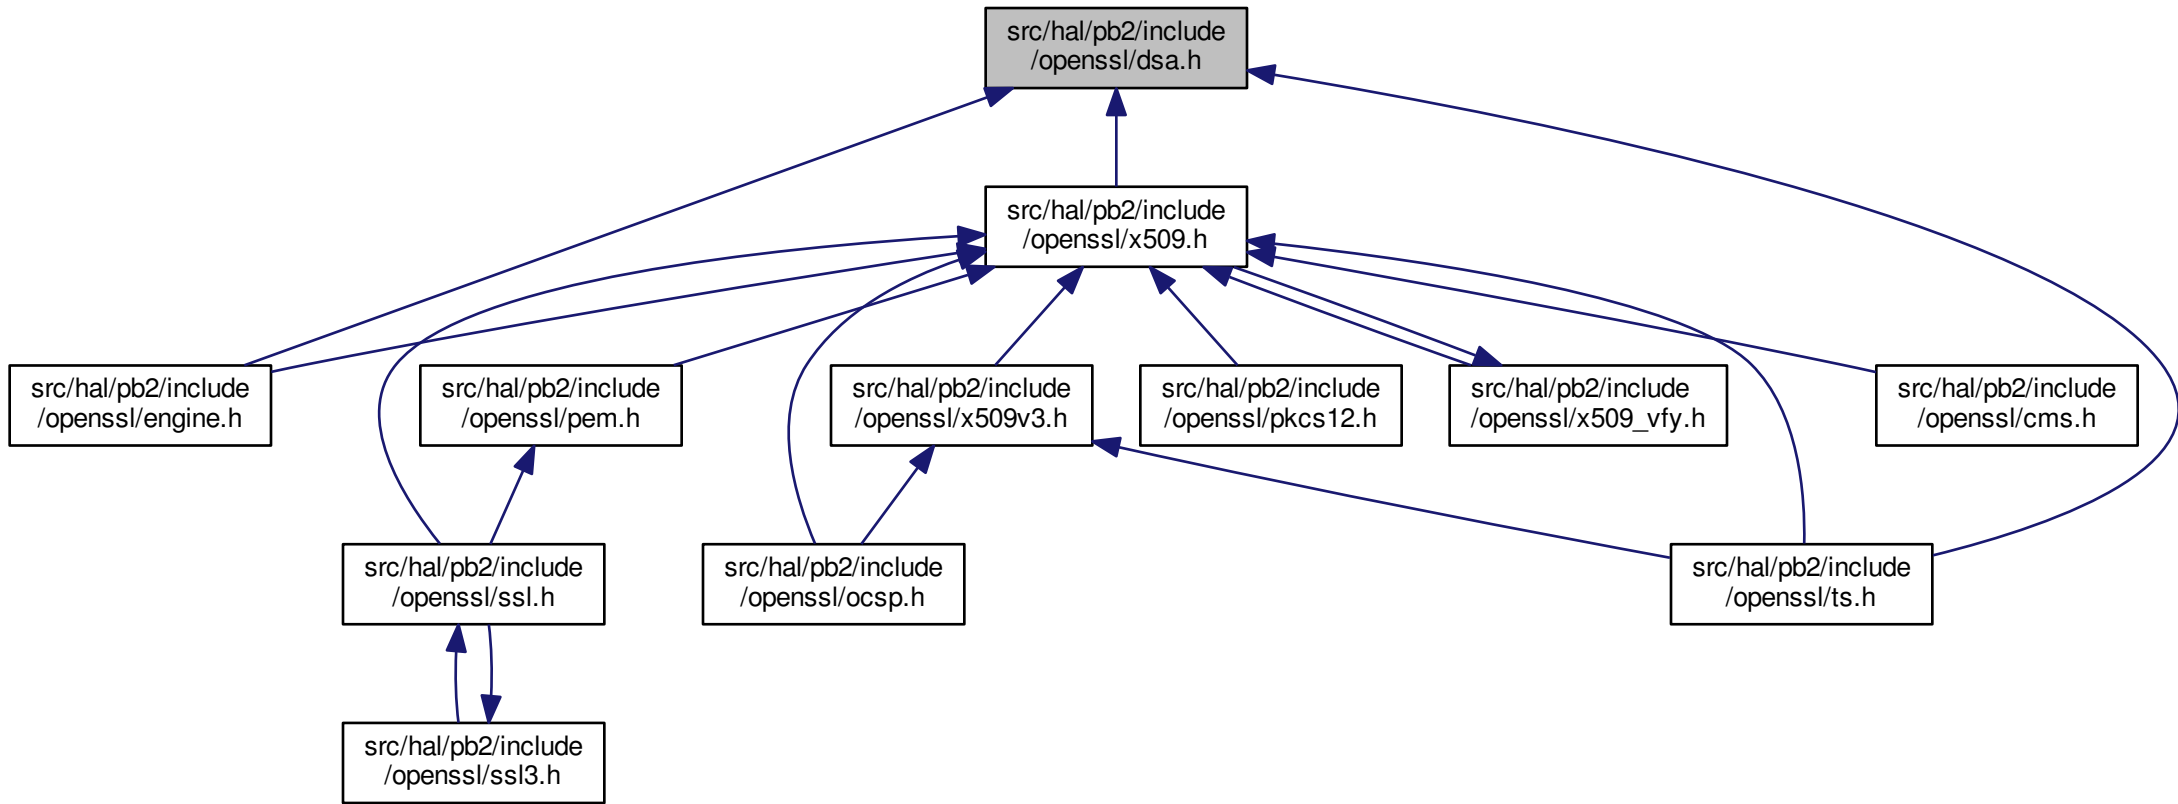 src/hal/pb2/include
/openssl/dsa.h
src/hal/pb2/include
/openssl/x509.h
src/hal/pb2/include
/openssl/engine.h
src/hal/pb2/include
/openssl/pem.h
src/hal/pb2/include
/openssl/x509v3.h
src/hal/pb2/include
/openssl/pkcs12.h
src/hal/pb2/include
/openssl/x509_vfy.h
src/hal/pb2/include
/openssl/cms.h
src/hal/pb2/include
/openssl/ssl.h
src/hal/pb2/include
/openssl/ocsp.h
src/hal/pb2/include
/openssl/ts.h
src/hal/pb2/include
/openssl/ssl3.h